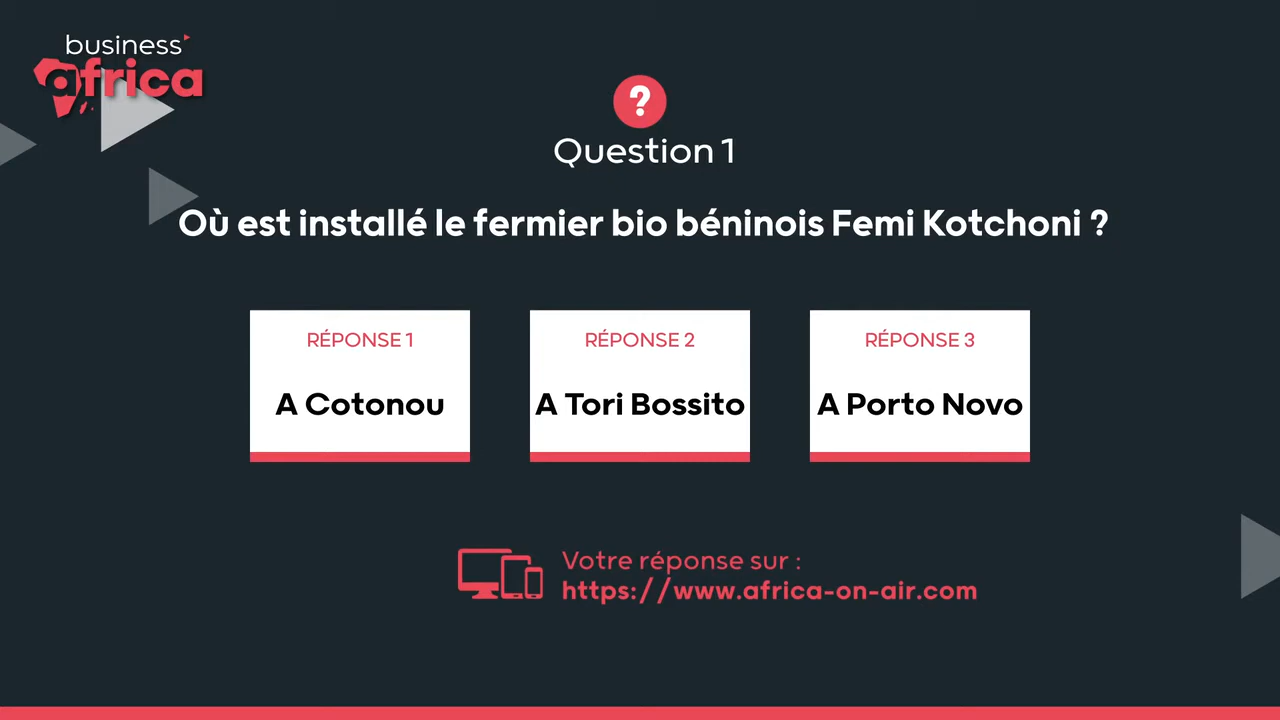 business
africa
?
Question 1
Où est installé le fermier bio béninois Femi Kotchoni ?
RÉPONSE 1
A Cotonou
RÉPONSE 2
A Tori Bossito
RÉPONSE 3
A Porto Novo
Votre réponse sur :
https://www.africa-on-air.com